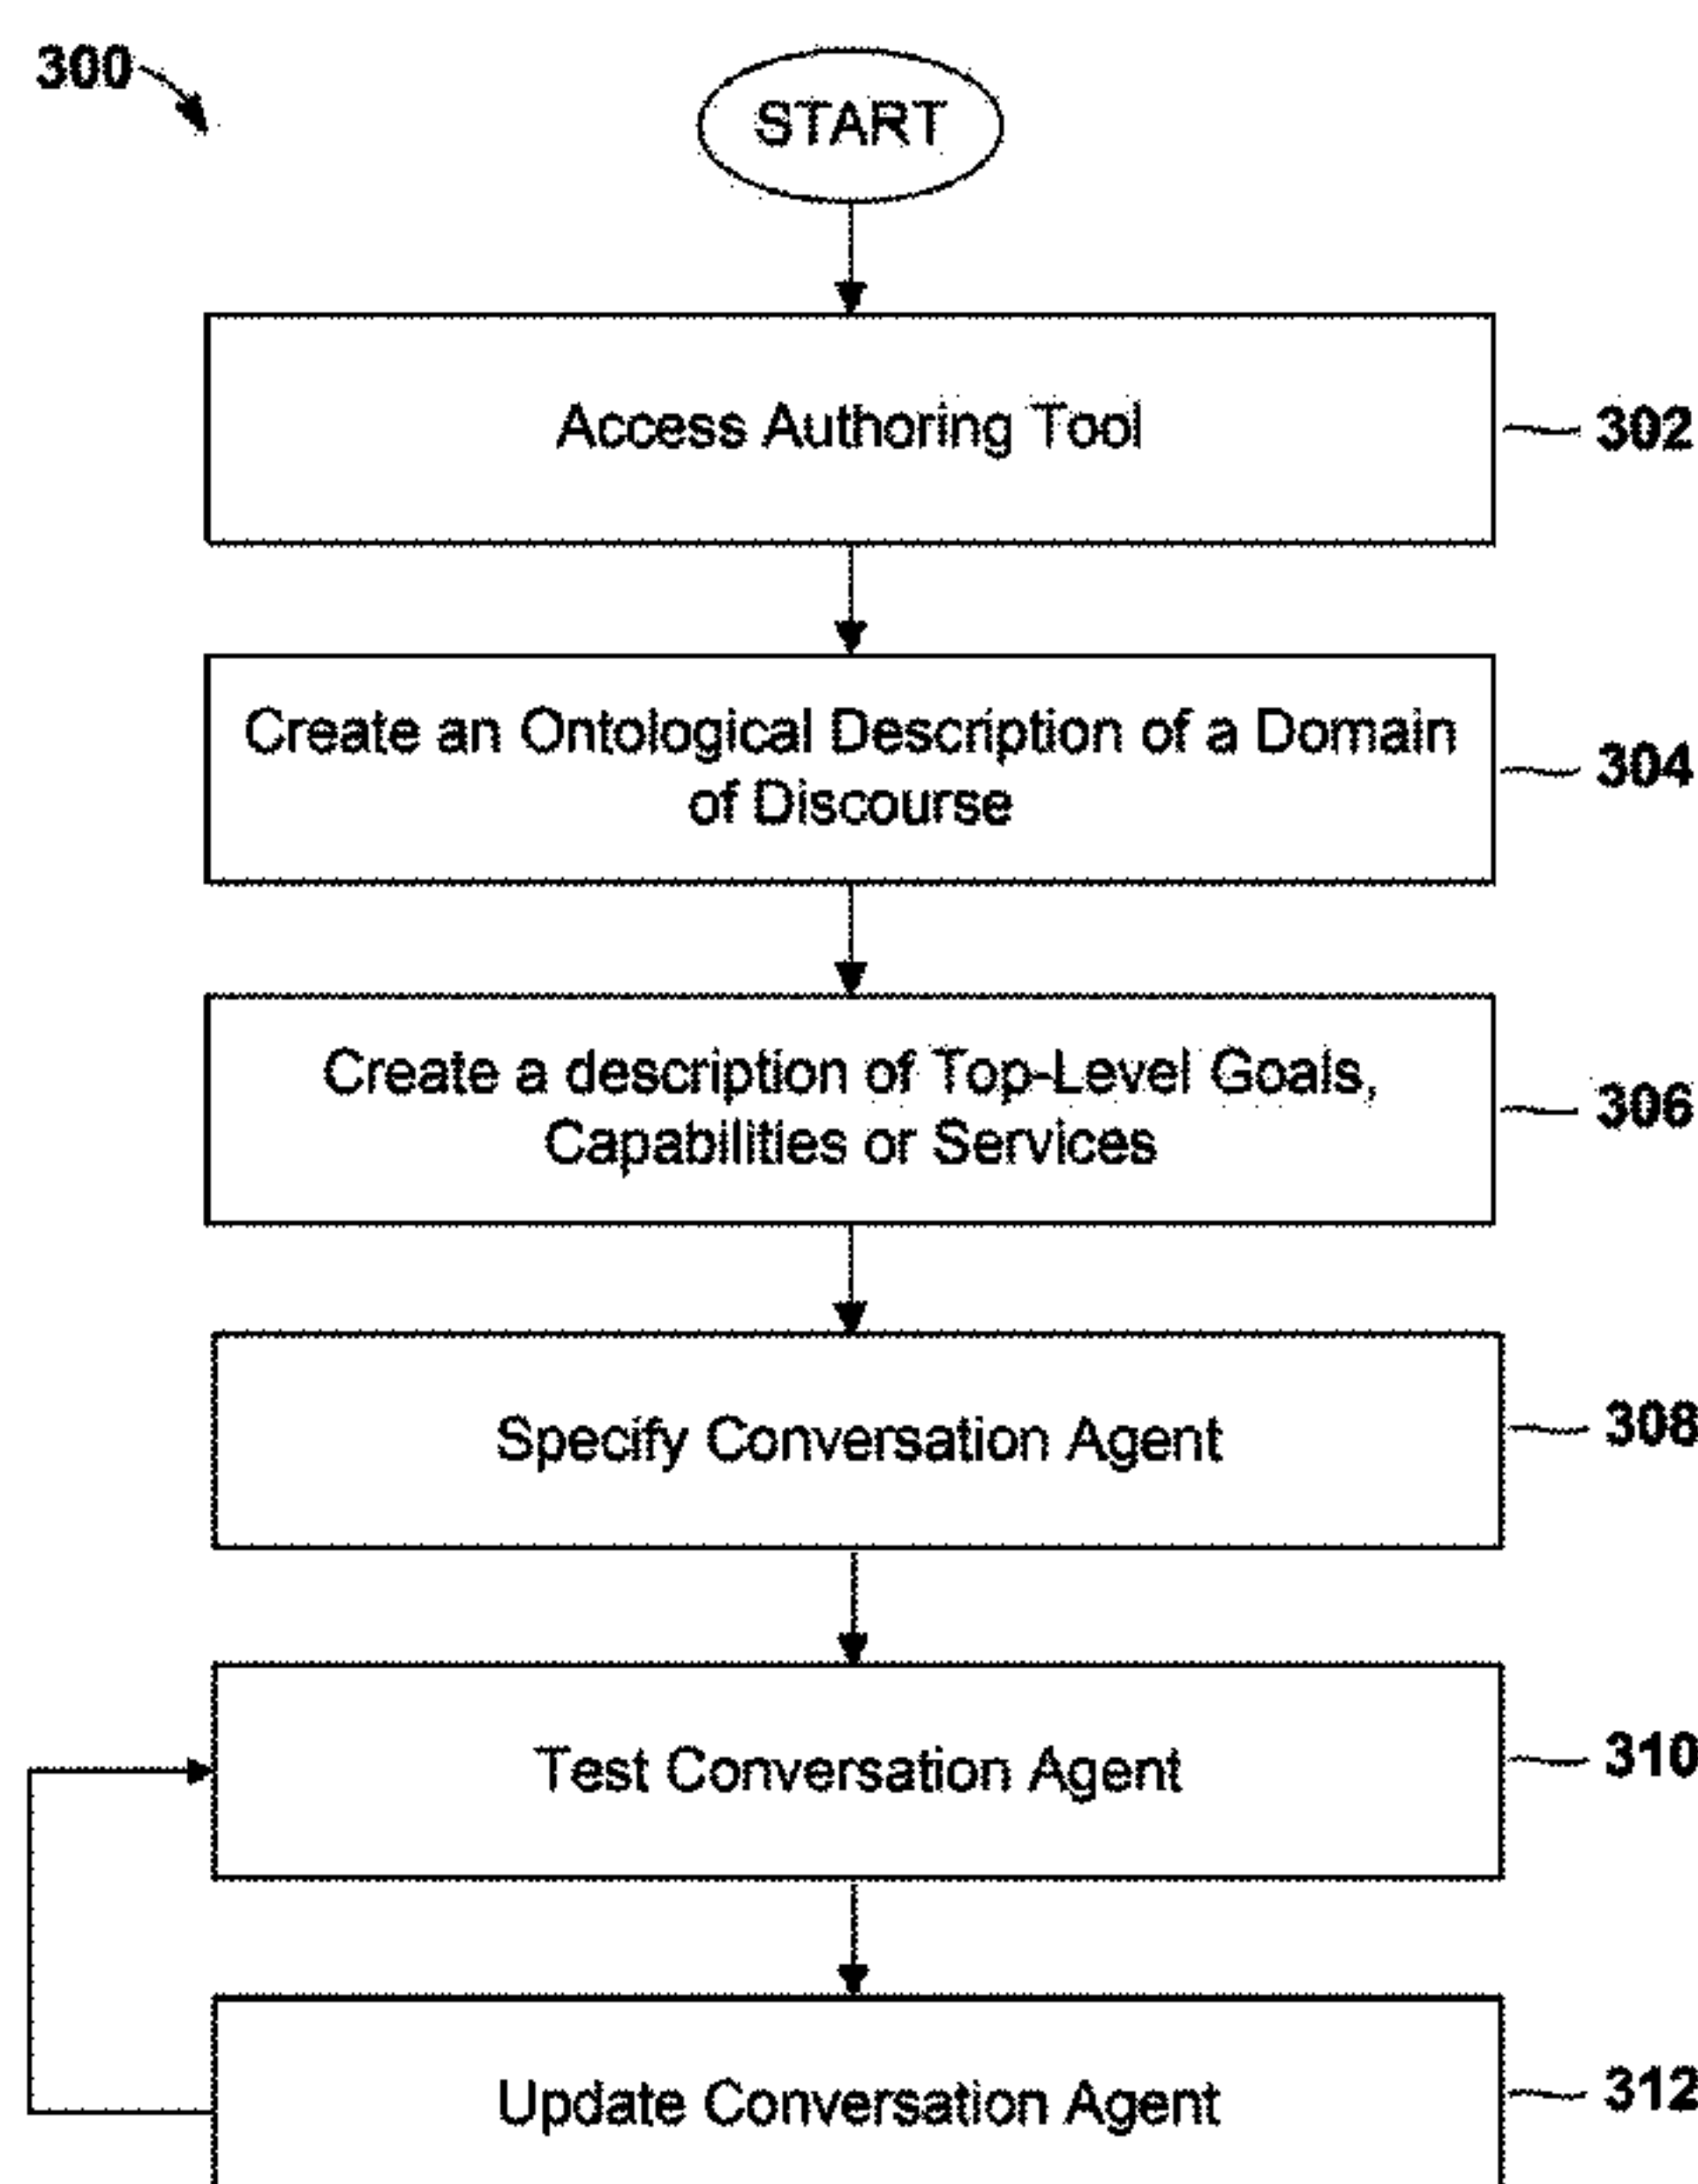 300
START
Access Authoring Tool
302
Create an Ontological Description of a Domain
of Discourse
304
Create a description of Top-Level Goals,
Capabilities or Services
306
Specify Conversation Agent
308
Test Conversation Agent
310
Update Conversation Agent
312